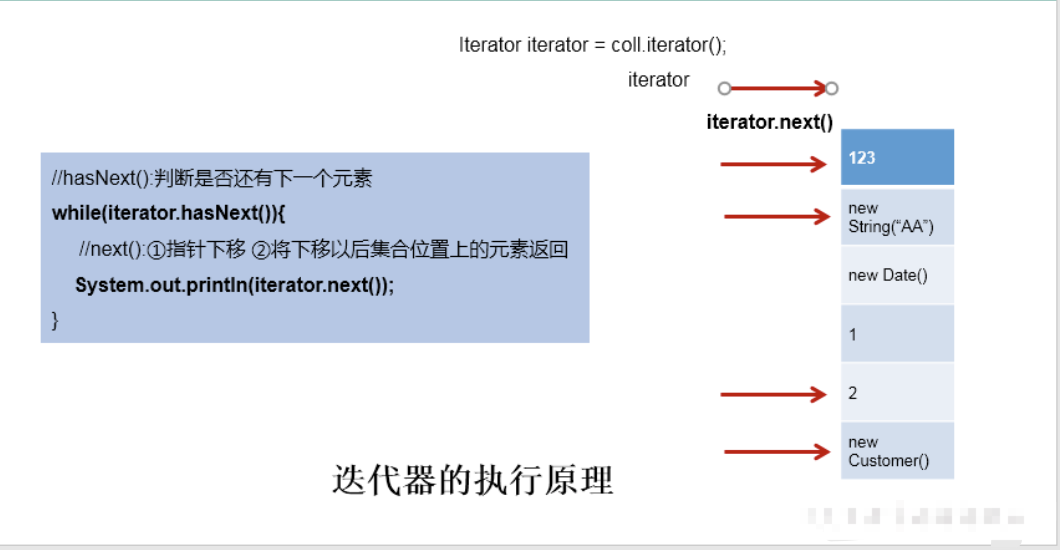 Iterator iterator = coll.iterator();
iterator
iterator.next()
//hasNext():判断是否还有下一个元素
while(iterator.hasNext()){
//next():①指针下移 ②将下移以后集合位置上的元素返回
System.out.println(iterator.next());
}
123
new
String(“AA”)
new Date()
1
2
new
Customer()
迭代器的执行原理